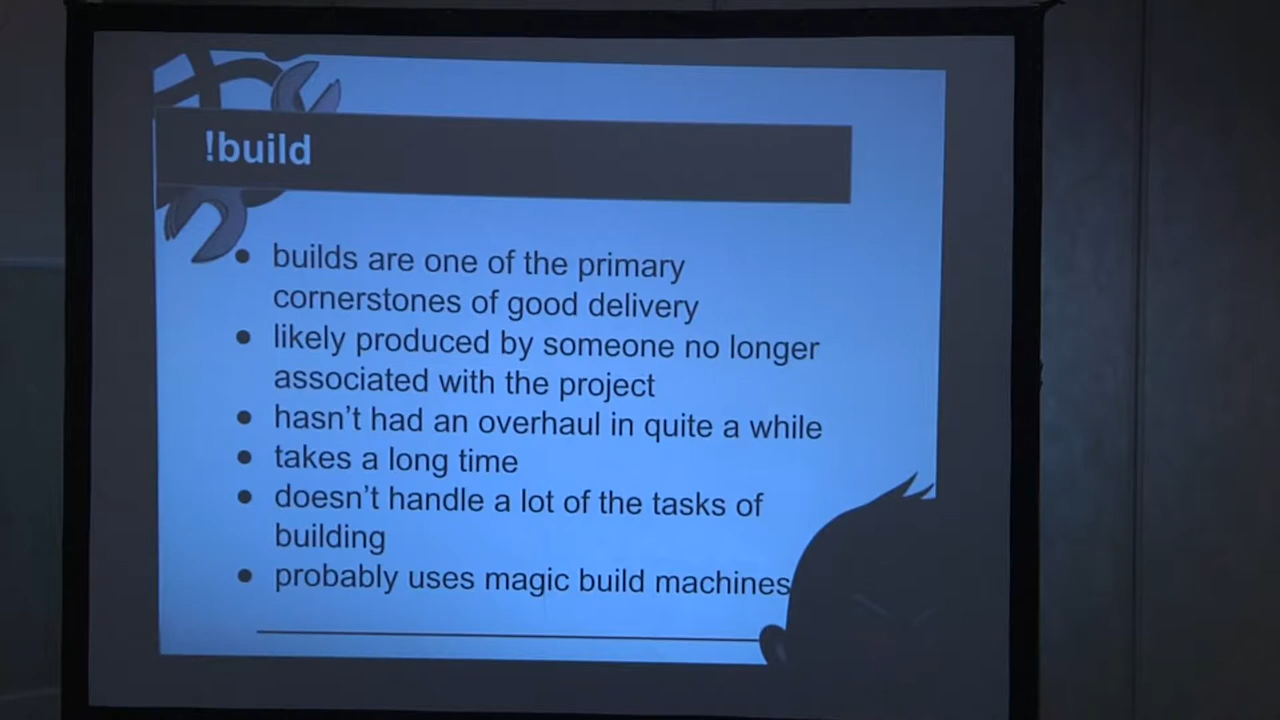 !build
• builds are one of the primary
cornerstones of good delivery
• likely produced by someone no longer
associated with the project
• hasn't had an overhaul in quite a while
• takes a long time
• doesn't handle a lot of the tasks of
building
• probably uses magic build machines